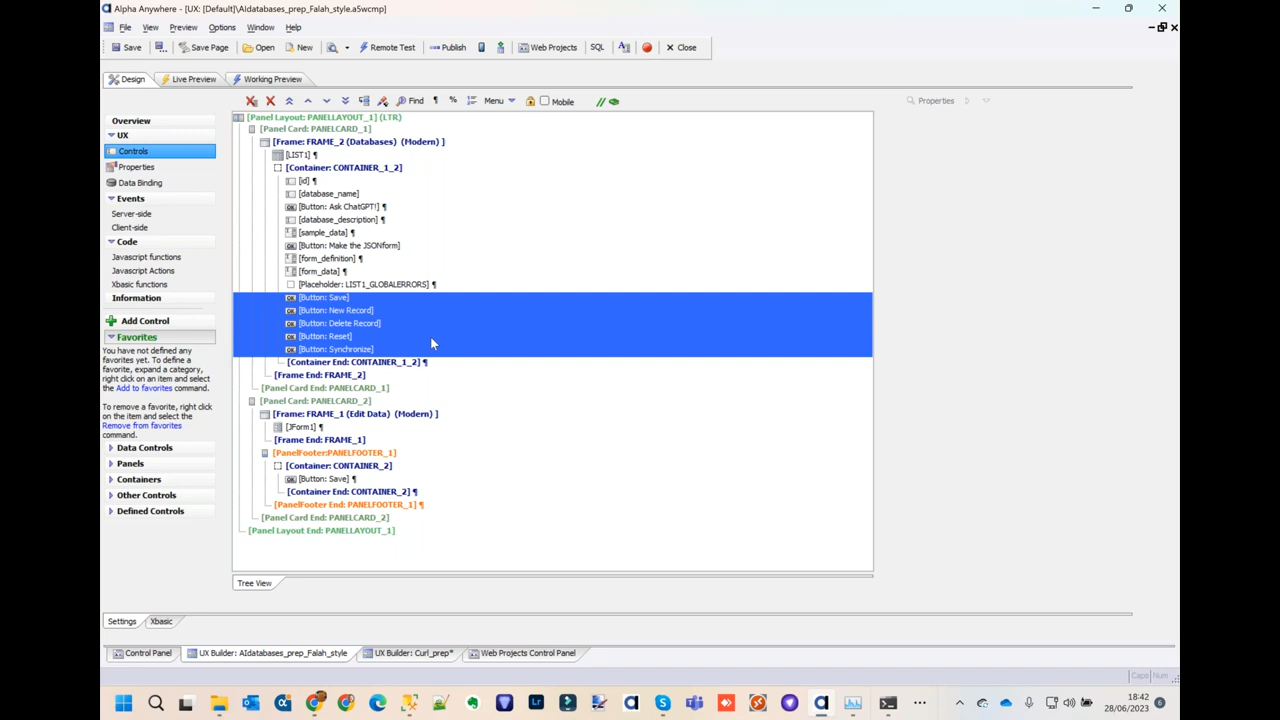 Alpha Anywhere - [UX: [Default]\AIdatabases_prep_Falah_style.a5wcmp]
File View Preview Options Window Help
Save Save Page Open New Remote Test Publish Web Projects SQL Close
Design Live Preview Working Preview
Find ¶ % Menu Mobile // Properties
Overview
UX
Controls
Properties
Data Binding
Events
Server-side
Client-side
Code
Javascript functions
Javascript Actions
Xbasic functions
Information
Add Control
Favorites
You have not defined any
favorites yet. To define a
favorite, expand a category,
right click on an item and select
the Add to favorites command.
To remove a favorite, right click
on the item and select the
Remove from favorites
command.
Data Controls
Panels
Containers
Other Controls
Defined Controls
[Panel Layout: PANELLAYOUT_1] (LTR)
[Panel Card: PANELCARD_1]
[Frame: FRAME_2 (Databases) (Modern) ]
[LIST1] ¶
[Container: CONTAINER_1_2]
[id] ¶
[database_name]
[Button: Ask ChatGPT!] ¶
[database_description] ¶
[sample_data] ¶
[Button: Make the JSONform]
[form_definition] ¶
[form_data] ¶
[Placeholder: LIST1_GLOBALERRORS] ¶
[Button: Save]
[Button: New Record]
[Button: Delete Record]
[Button: Reset]
[Button: Synchronize]
[Container End: CONTAINER_1_2] ¶
[Frame End: FRAME_2]
[Panel Card End: PANELCARD_1]
[Panel Card: PANELCARD_2]
[Frame: FRAME_1 (Edit Data) (Modern) ]
[JForm1] ¶
[Frame End: FRAME_1]
[PanelFooter:PANELFOOTER_1]
[Container: CONTAINER_2]
[Button: Save] ¶
[Container End: CONTAINER_2] ¶
[PanelFooter End: PANELFOOTER_1] ¶
[Panel Card End: PANELCARD_2]
[Panel Layout End: PANELLAYOUT_1]
Tree View
Settings Xbasic
Control Panel UX Builder: AIdatabases_prep_Falah_style UX Builder: Curl_prep* Web Projects Control Panel
Caps Num
18:42
28/06/2023
6